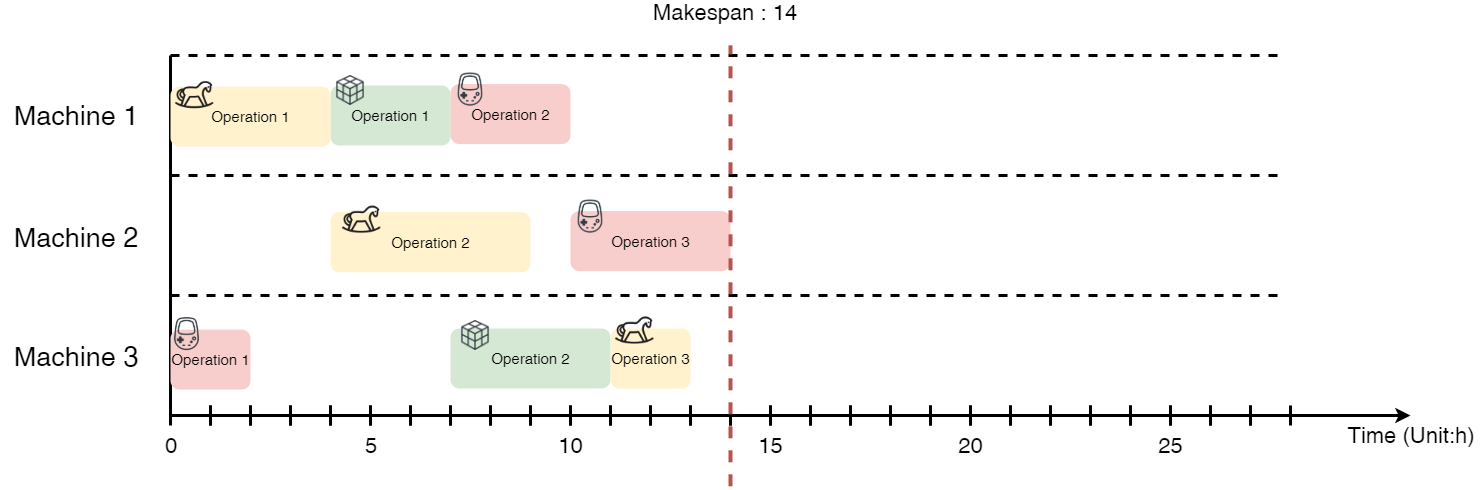 Makespan : 14
Machine 1
Operation 1
Operation 1
Operation 2
Machine 2
Operation 2
Operation 3
Machine 3
Operation 1
Operation 2
Operation 3
0
5
10
15
20
25
Time (Unit:h)